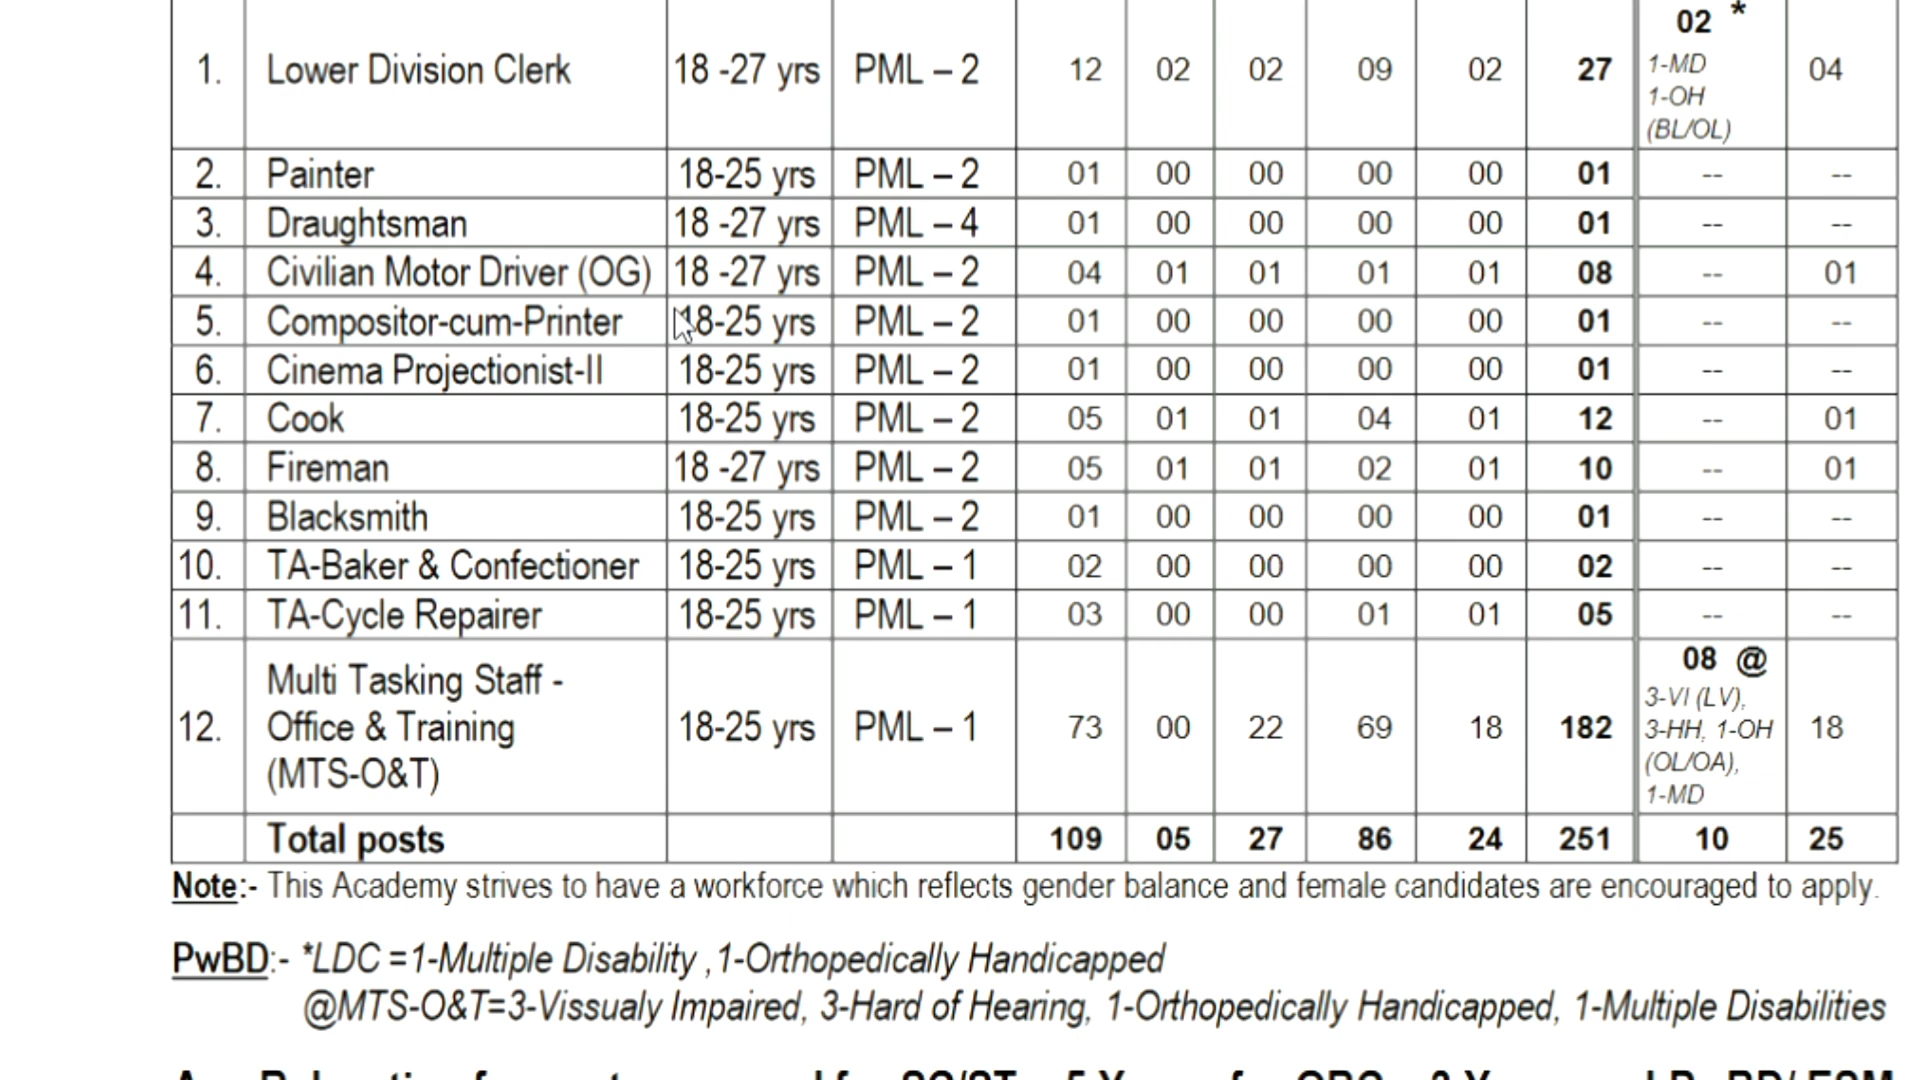 02 *
1. Lower Division Clerk 18 -27 yrs PML – 2 12 02 02 09 02 27 1-MD 04
1-OH
(BL/OL)
2. Painter 18-25 yrs PML – 2 01 00 00 00 00 01 -- --
3. Draughtsman 18 -27 yrs PML – 4 01 00 00 00 00 01 -- --
4. Civilian Motor Driver (OG) 18 -27 yrs PML – 2 04 01 01 01 01 08 -- 01
5. Compositor-cum-Printer 18-25 yrs PML – 2 01 00 00 00 00 01 -- --
6. Cinema Projectionist-II 18-25 yrs PML – 2 01 00 00 00 00 01 -- --
7. Cook 18-25 yrs PML – 2 05 01 01 04 01 12 -- 01
8. Fireman 18 -27 yrs PML – 2 05 01 01 02 01 10 -- 01
9. Blacksmith 18-25 yrs PML – 2 01 00 00 00 00 01 -- --
10. TA-Baker & Confectioner 18-25 yrs PML – 1 02 00 00 00 00 02 -- --
11. TA-Cycle Repairer 18-25 yrs PML – 1 03 00 00 01 01 05 -- --
12. Multi Tasking Staff -
Office & Training
(MTS-O&T) 18-25 yrs PML – 1 73 00 22 69 18 182 08 @
3-VI (LV),
3-HH, 1-OH
(OL/OA),
1-MD 18
Total posts 109 05 27 86 24 251 10 25
Note:- This Academy strives to have a workforce which reflects gender balance and female candidates are encouraged to apply.
PwBD:- *LDC =1-Multiple Disability ,1-Orthopedically Handicapped
@MTS-O&T=3-Vissualy Impaired, 3-Hard of Hearing, 1-Orthopedically Handicapped, 1-Multiple Disabilities